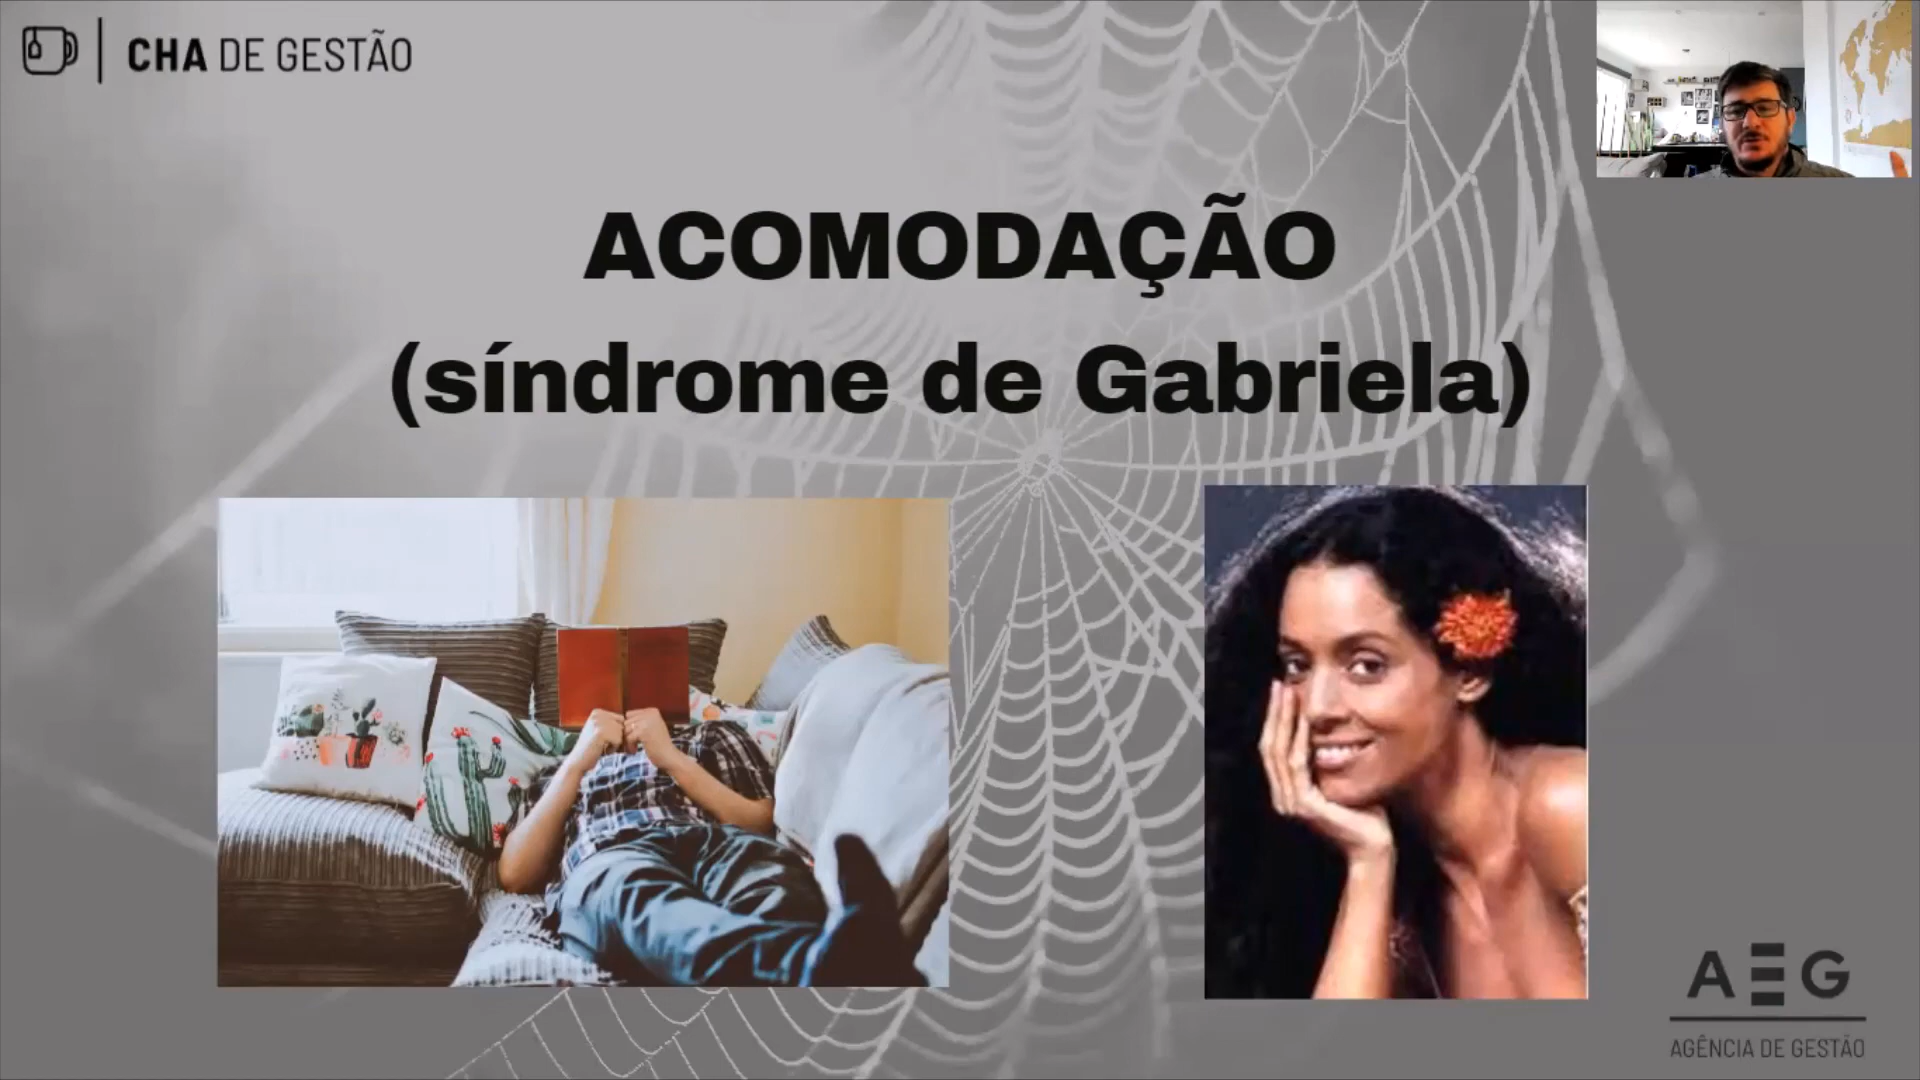 CHA DE GESTÃO
ACOMODAÇÃO
(síndrome de Gabriela)
AEG
AGÊNCIA DE GESTÃO